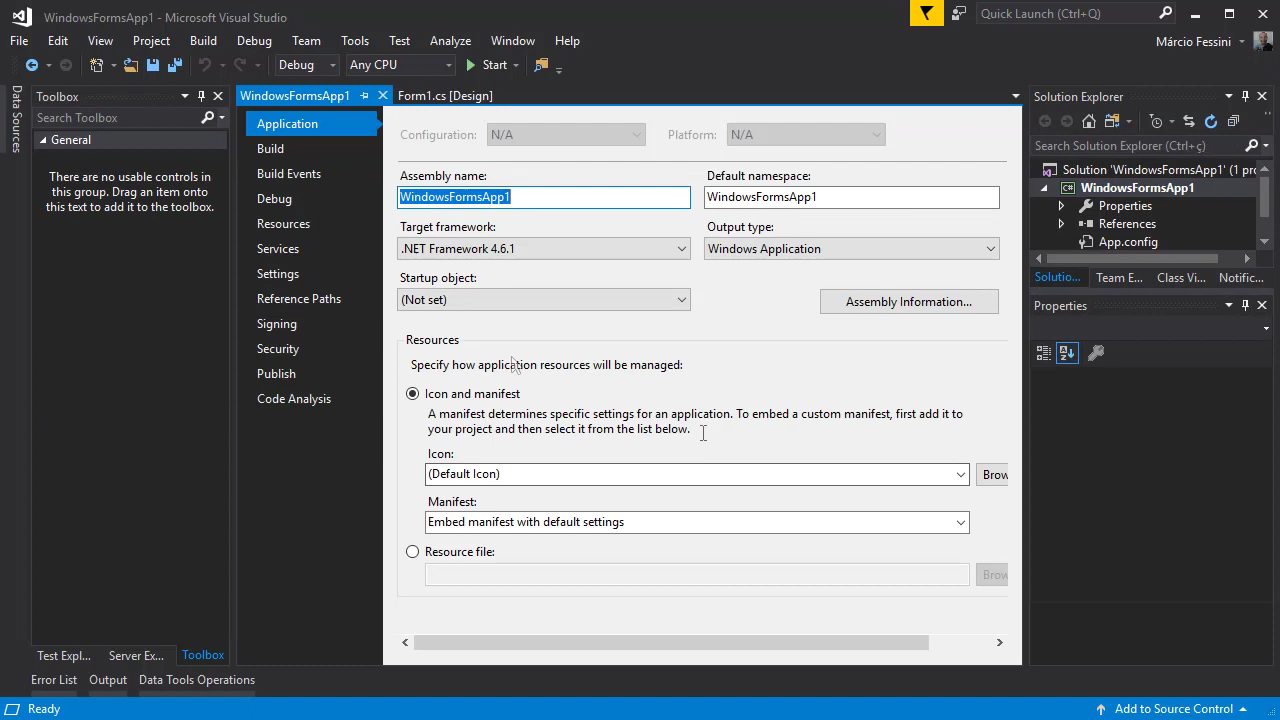 WindowsFormsApp1 - Microsoft Visual Studio
Quick Launch (Ctrl+Q)
File Edit View Project Build Debug Team Tools Test Analyze Window Help
Márcio Fessini
Debug Any CPU Start
Data Sources
Toolbox
Search Toolbox
General
There are no usable controls in
this group. Drag an item onto
this text to add it to the toolbox.
Test Expl... Server Ex... Toolbox
WindowsFormsApp1 Form1.cs [Design]
Application
Build
Build Events
Debug
Resources
Services
Settings
Reference Paths
Signing
Security
Publish
Code Analysis
Configuration: N/A Platform: N/A
Assembly name: Default namespace:
WindowsFormsApp1 WindowsFormsApp1
Target framework: Output type:
.NET Framework 4.6.1 Windows Application
Startup object:
(Not set) Assembly Information...
Resources
Specify how application resources will be managed:
Icon and manifest
A manifest determines specific settings for an application. To embed a custom manifest, first add it to
your project and then select it from the list below.
Icon:
(Default Icon) Brow
Manifest:
Embed manifest with default settings
Resource file:
Brow
Solution Explorer
Search Solution Explorer (Ctrl+ç)
Solution 'WindowsFormsApp1' (1 pro
C# WindowsFormsApp1
Properties
References
App.config
Solutio... Team E... Class Vi... Notific...
Properties
Error List Output Data Tools Operations
Ready Add to Source Control